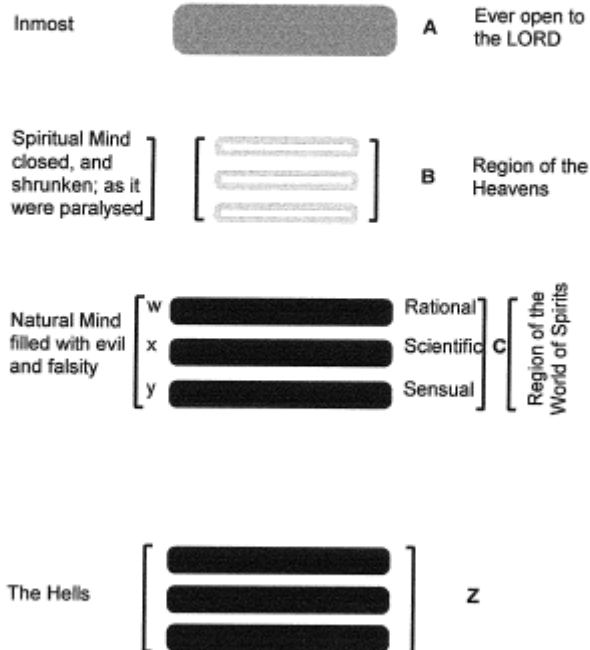 Inmost
A
Ever open to
the LORD
Spiritual Mind
closed, and
shrunken; as it
were paralysed
B
Region of the
Heavens
Natural Mind
filled with evil
and falsity
w
x
y
Rational
Scientific
Sensual
C
Region of the
World of Spirits
The Hells
Z